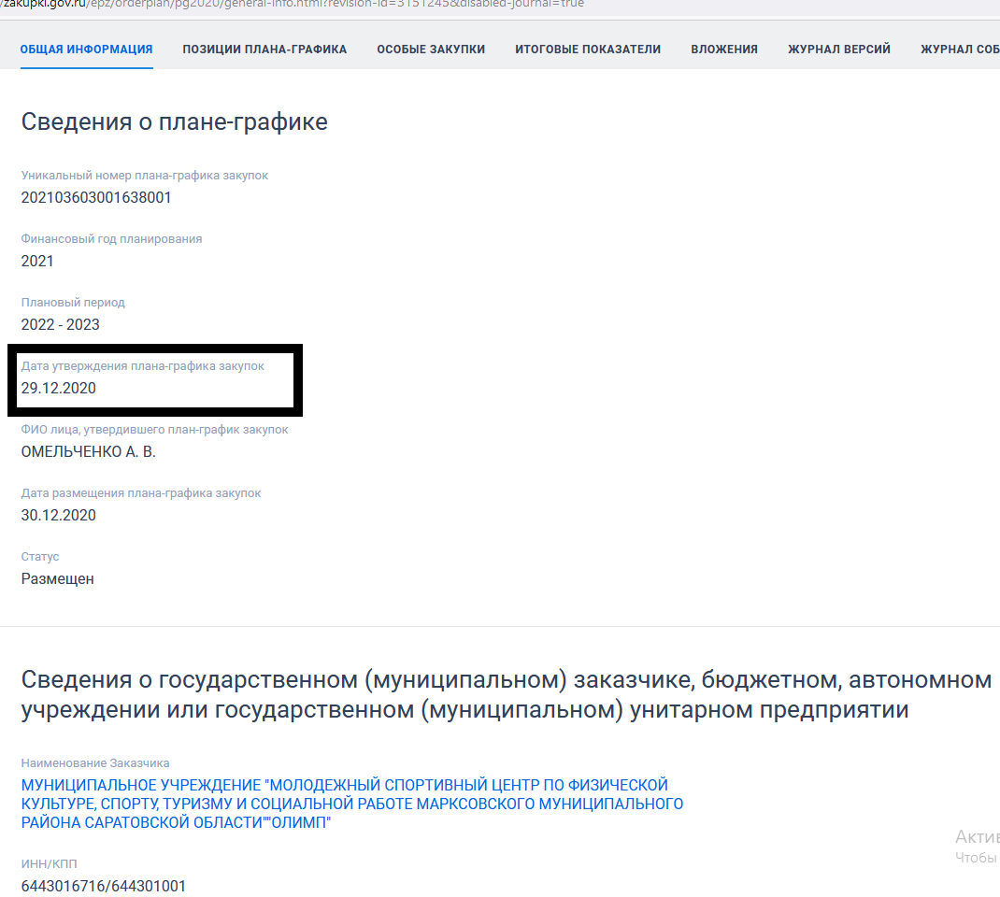 /zakupki.gov.ru/epz/orderplan/pg2020/general-info.html?revision-id=3151245&disabled-journal=true
ОБЩАЯ ИНФОРМАЦИЯ ПОЗИЦИИ ПЛАНА-ГРАФИКА ОСОБЫЕ ЗАКУПКИ ИТОГОВЫЕ ПОКАЗАТЕЛИ ВЛОЖЕНИЯ ЖУРНАЛ ВЕРСИЙ ЖУРНАЛ СОБ
Сведения о плане-графике
Уникальный номер плана-графика закупок
202103603001638001
Финансовый год планирования
2021
Плановый период
2022 - 2023
Дата утверждения плана-графика закупок
29.12.2020
ФИО лица, утвердившего план-график закупок
ОМЕЛЬЧЕНКО А. В.
Дата размещения плана-графика закупок
30.12.2020
Статус
Размещен
Сведения о государственном (муниципальном) заказчике, бюджетном, автономном
учреждении или государственном (муниципальном) унитарном предприятии
Наименование Заказчика
МУНИЦИПАЛЬНОЕ УЧРЕЖДЕНИЕ "МОЛОДЕЖНЫЙ СПОРТИВНЫЙ ЦЕНТР ПО ФИЗИЧЕСКОЙ
КУЛЬТУРЕ, СПОРТУ, ТУРИЗМУ И СОЦИАЛЬНОЙ РАБОТЕ МАРКСОВСКОГО МУНИЦИПАЛЬНОГО
РАЙОНА САРАТОВСКОЙ ОБЛАСТИ""ОЛИМП"
Актив
Чтобы
ИНН/КПП
6443016716/644301001